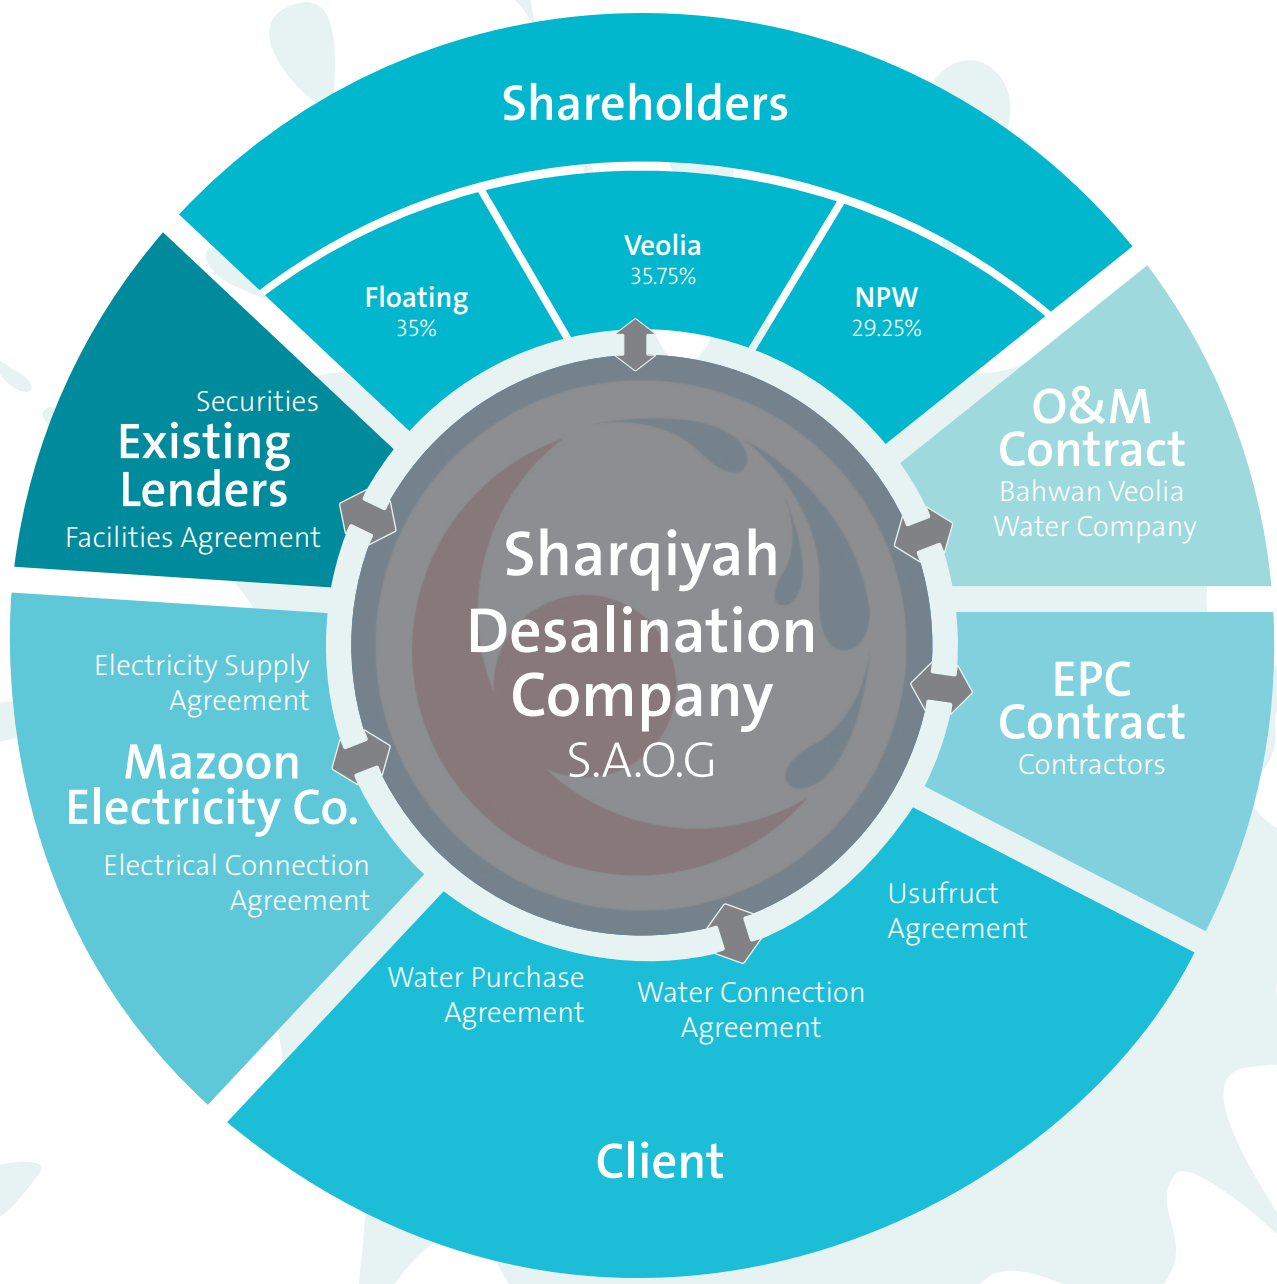 Shareholders
Floating
35%
Veolia
35.75%
NPW
29.25%
Securities
Existing
Lenders
Facilities Agreement
O&M
Contract
Bahwan Veolia
Water Company
Sharqiyah
Desalination
Company
S.A.O.G
Electricity Supply
Agreement
Mazoon
Electricity Co.
Electrical Connection
Agreement
EPC
Contract
Contractors
Water Purchase
Agreement
Water Connection
Agreement
Usufruct
Agreement
Client